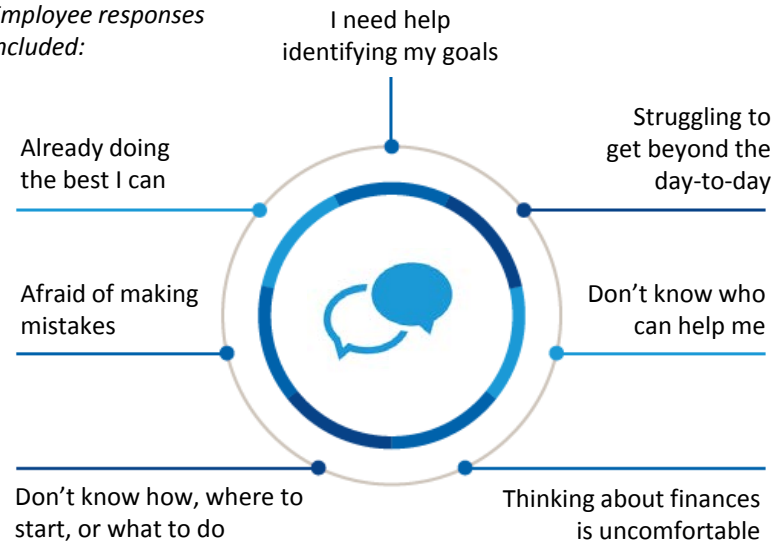 Employee responses
included:
I need help
identifying my goals
Struggling to
get beyond the
day-to-day
Don’t know who
can help me
Thinking about finances
is uncomfortable
Don’t know how, where to
start, or what to do
Afraid of making
mistakes
Already doing
the best I can